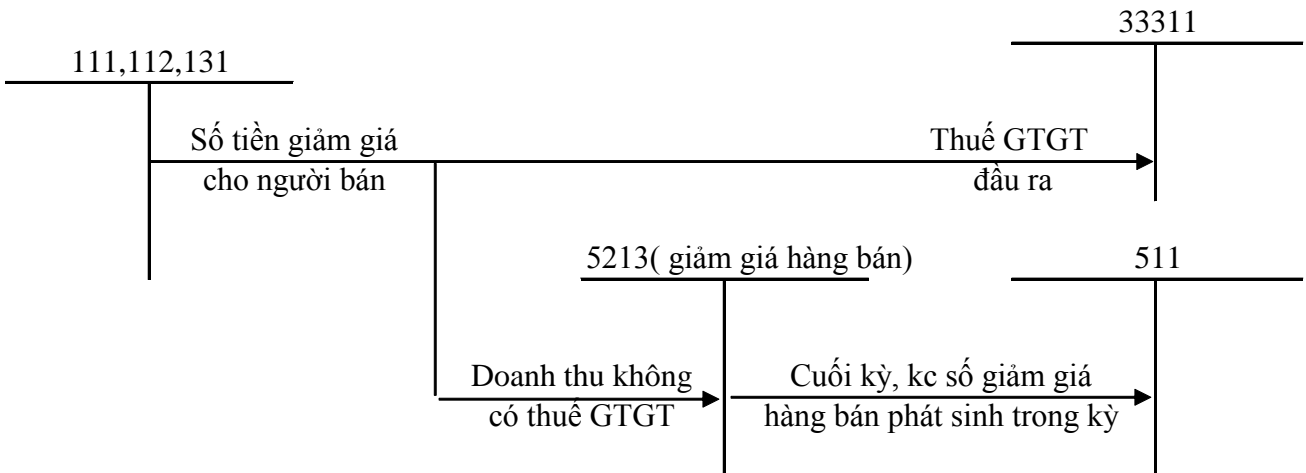 33311
111,112,131
Số tiền giảm giá
cho người bán
Thuế GTGT
đầu ra
5213( giảm giá hàng bán)
511
Doanh thu không
có thuế GTGT
Cuối kỳ, kc số giảm giá
hàng bán phát sinh trong kỳ